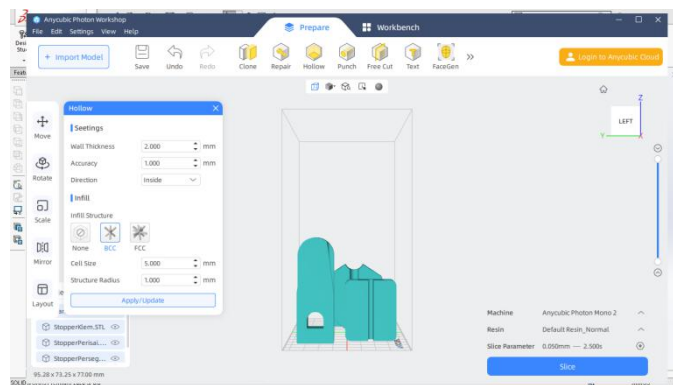 Anycubic Photon Workshop
File Edit Settings View Help
Prepare
Workbench
+ Import Model
Save
Undo
Redo
Clone
Repair
Hollow
Punch
Free Cut
Text
FaceGen
Login to Anycubic Cloud
Z
LEFT
Y
X
Move
Rotate
Scale
Mirror
Layout
Hollow
Seetings
Wall Thickness 2.000 mm
Accuracy 1.000 mm
Direction Inside
Infill
Infill Structure
None BCC FCC
Cell Size 5.000 mm
Structure Radius 1.000 mm
Apply/Update
StopperKlem.STL
StopperPerisai...
StopperPerseg...
95.28 x 73.25 x 77.00 mm
Machine Anycubic Photon Mono 2
Resin Default Resin_Normal
Slice Parameter 0.050mm --- 2.500s
Slice